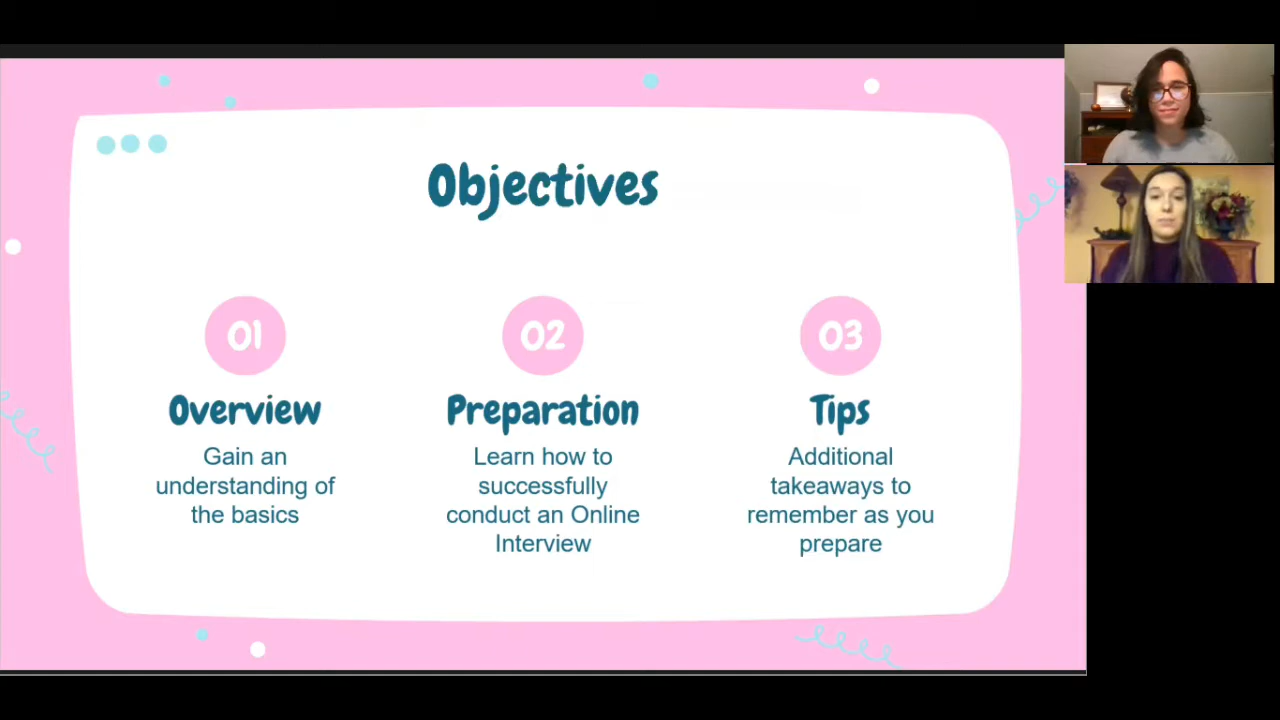 Objectives
01
02
03
Overview
Preparation
Tips
Gain an
understanding of
the basics
Learn how to
successfully
conduct an Online
Interview
Additional
takeaways to
remember as you
prepare